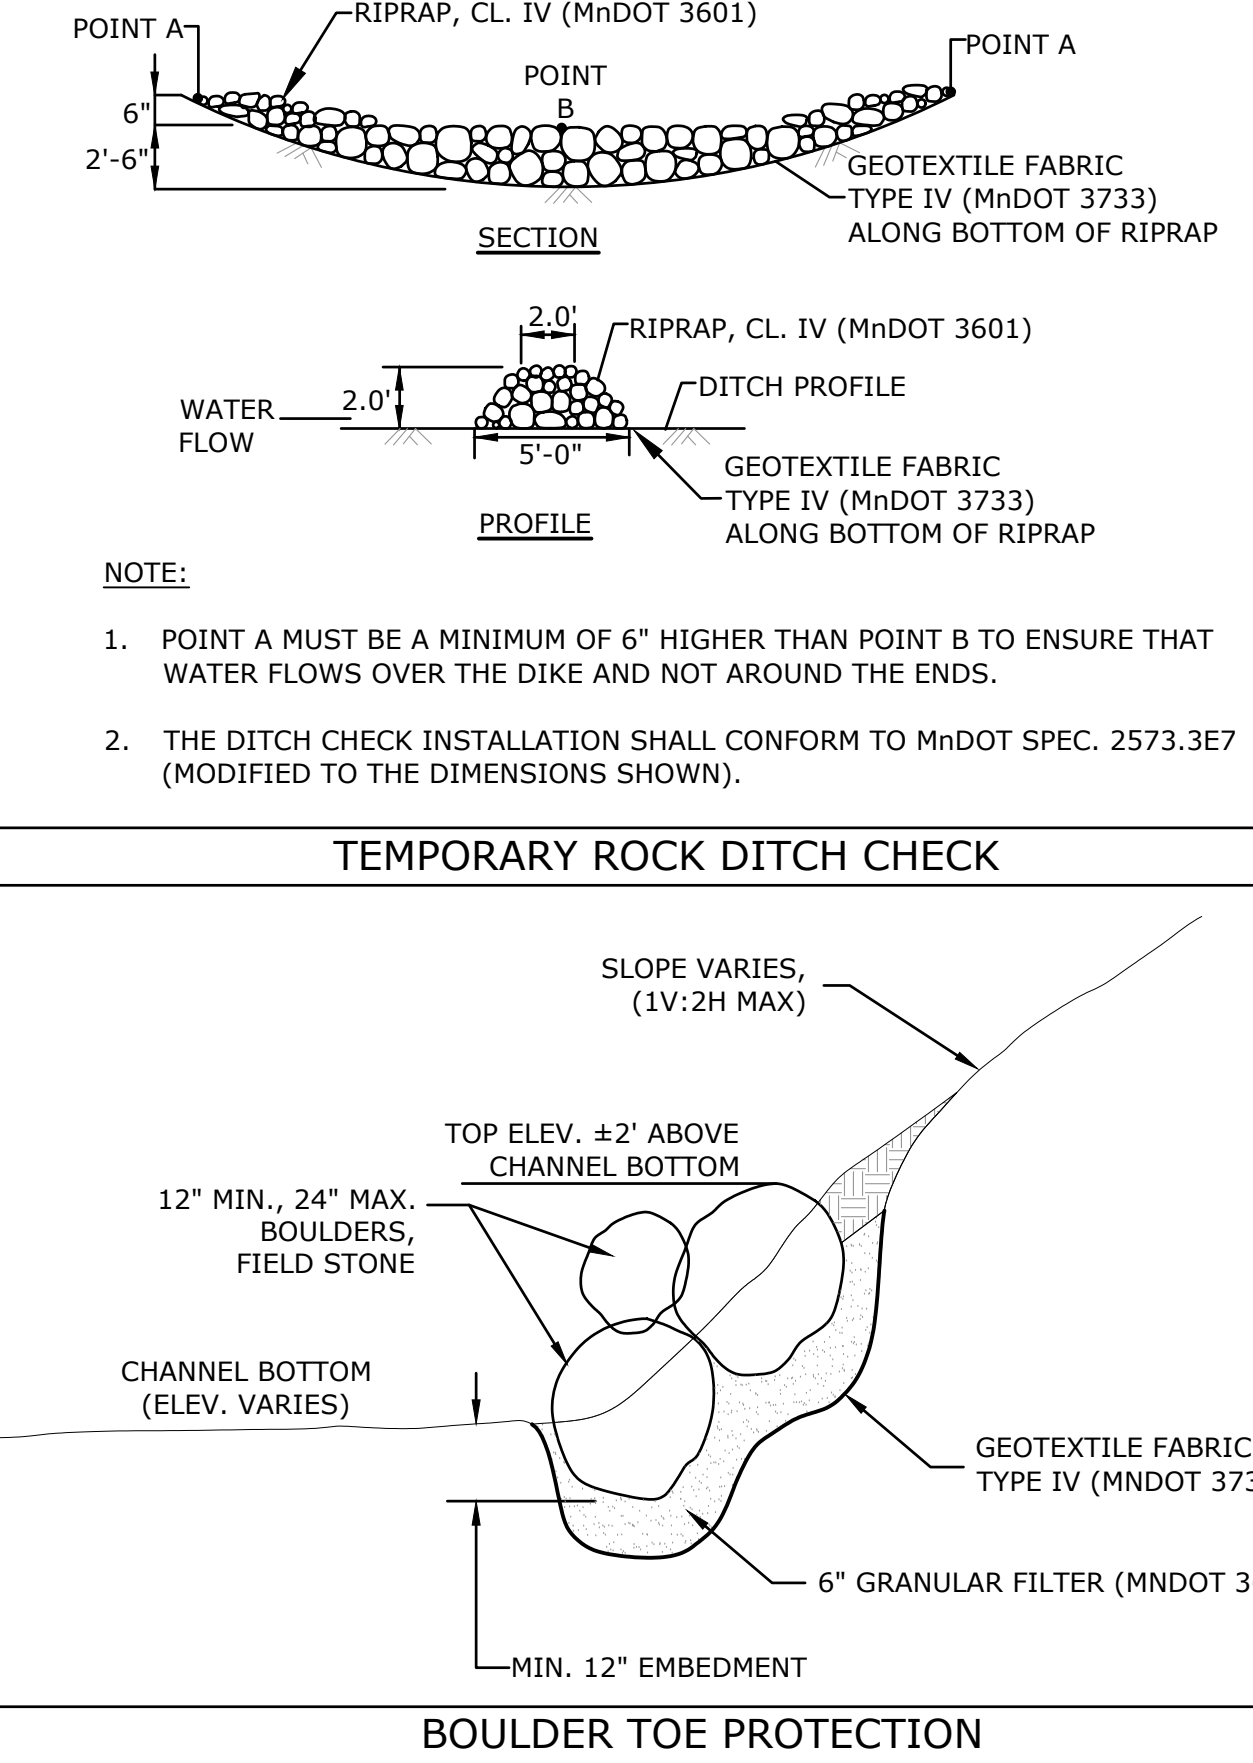 RIPRAP, CL. IV (MnDOT 3601)
POINT A
POINT A
POINT
B
6"
2'-6"
GEOTEXTILE FABRIC
TYPE IV (MnDOT 3733)
ALONG BOTTOM OF RIPRAP
SECTION
2.0'
RIPRAP, CL. IV (MnDOT 3601)
DITCH PROFILE
2.0'
WATER
FLOW
5'-0"
GEOTEXTILE FABRIC
TYPE IV (MnDOT 3733)
ALONG BOTTOM OF RIPRAP
PROFILE
NOTE:
1. POINT A MUST BE A MINIMUM OF 6" HIGHER THAN POINT B TO ENSURE THAT
WATER FLOWS OVER THE DIKE AND NOT AROUND THE ENDS.
2. THE DITCH CHECK INSTALLATION SHALL CONFORM TO MnDOT SPEC. 2573.3E7
(MODIFIED TO THE DIMENSIONS SHOWN).
TEMPORARY ROCK DITCH CHECK
SLOPE VARIES,
(1V:2H MAX)
TOP ELEV. ±2' ABOVE
CHANNEL BOTTOM
12" MIN., 24" MAX.
BOULDERS,
FIELD STONE
CHANNEL BOTTOM
(ELEV. VARIES)
GEOTEXTILE FABRIC
TYPE IV (MNDOT
6" GRANULAR FILTER (MNDOT
MIN. 12" EMBEDMENT
BOULDER TOE PROTECTION